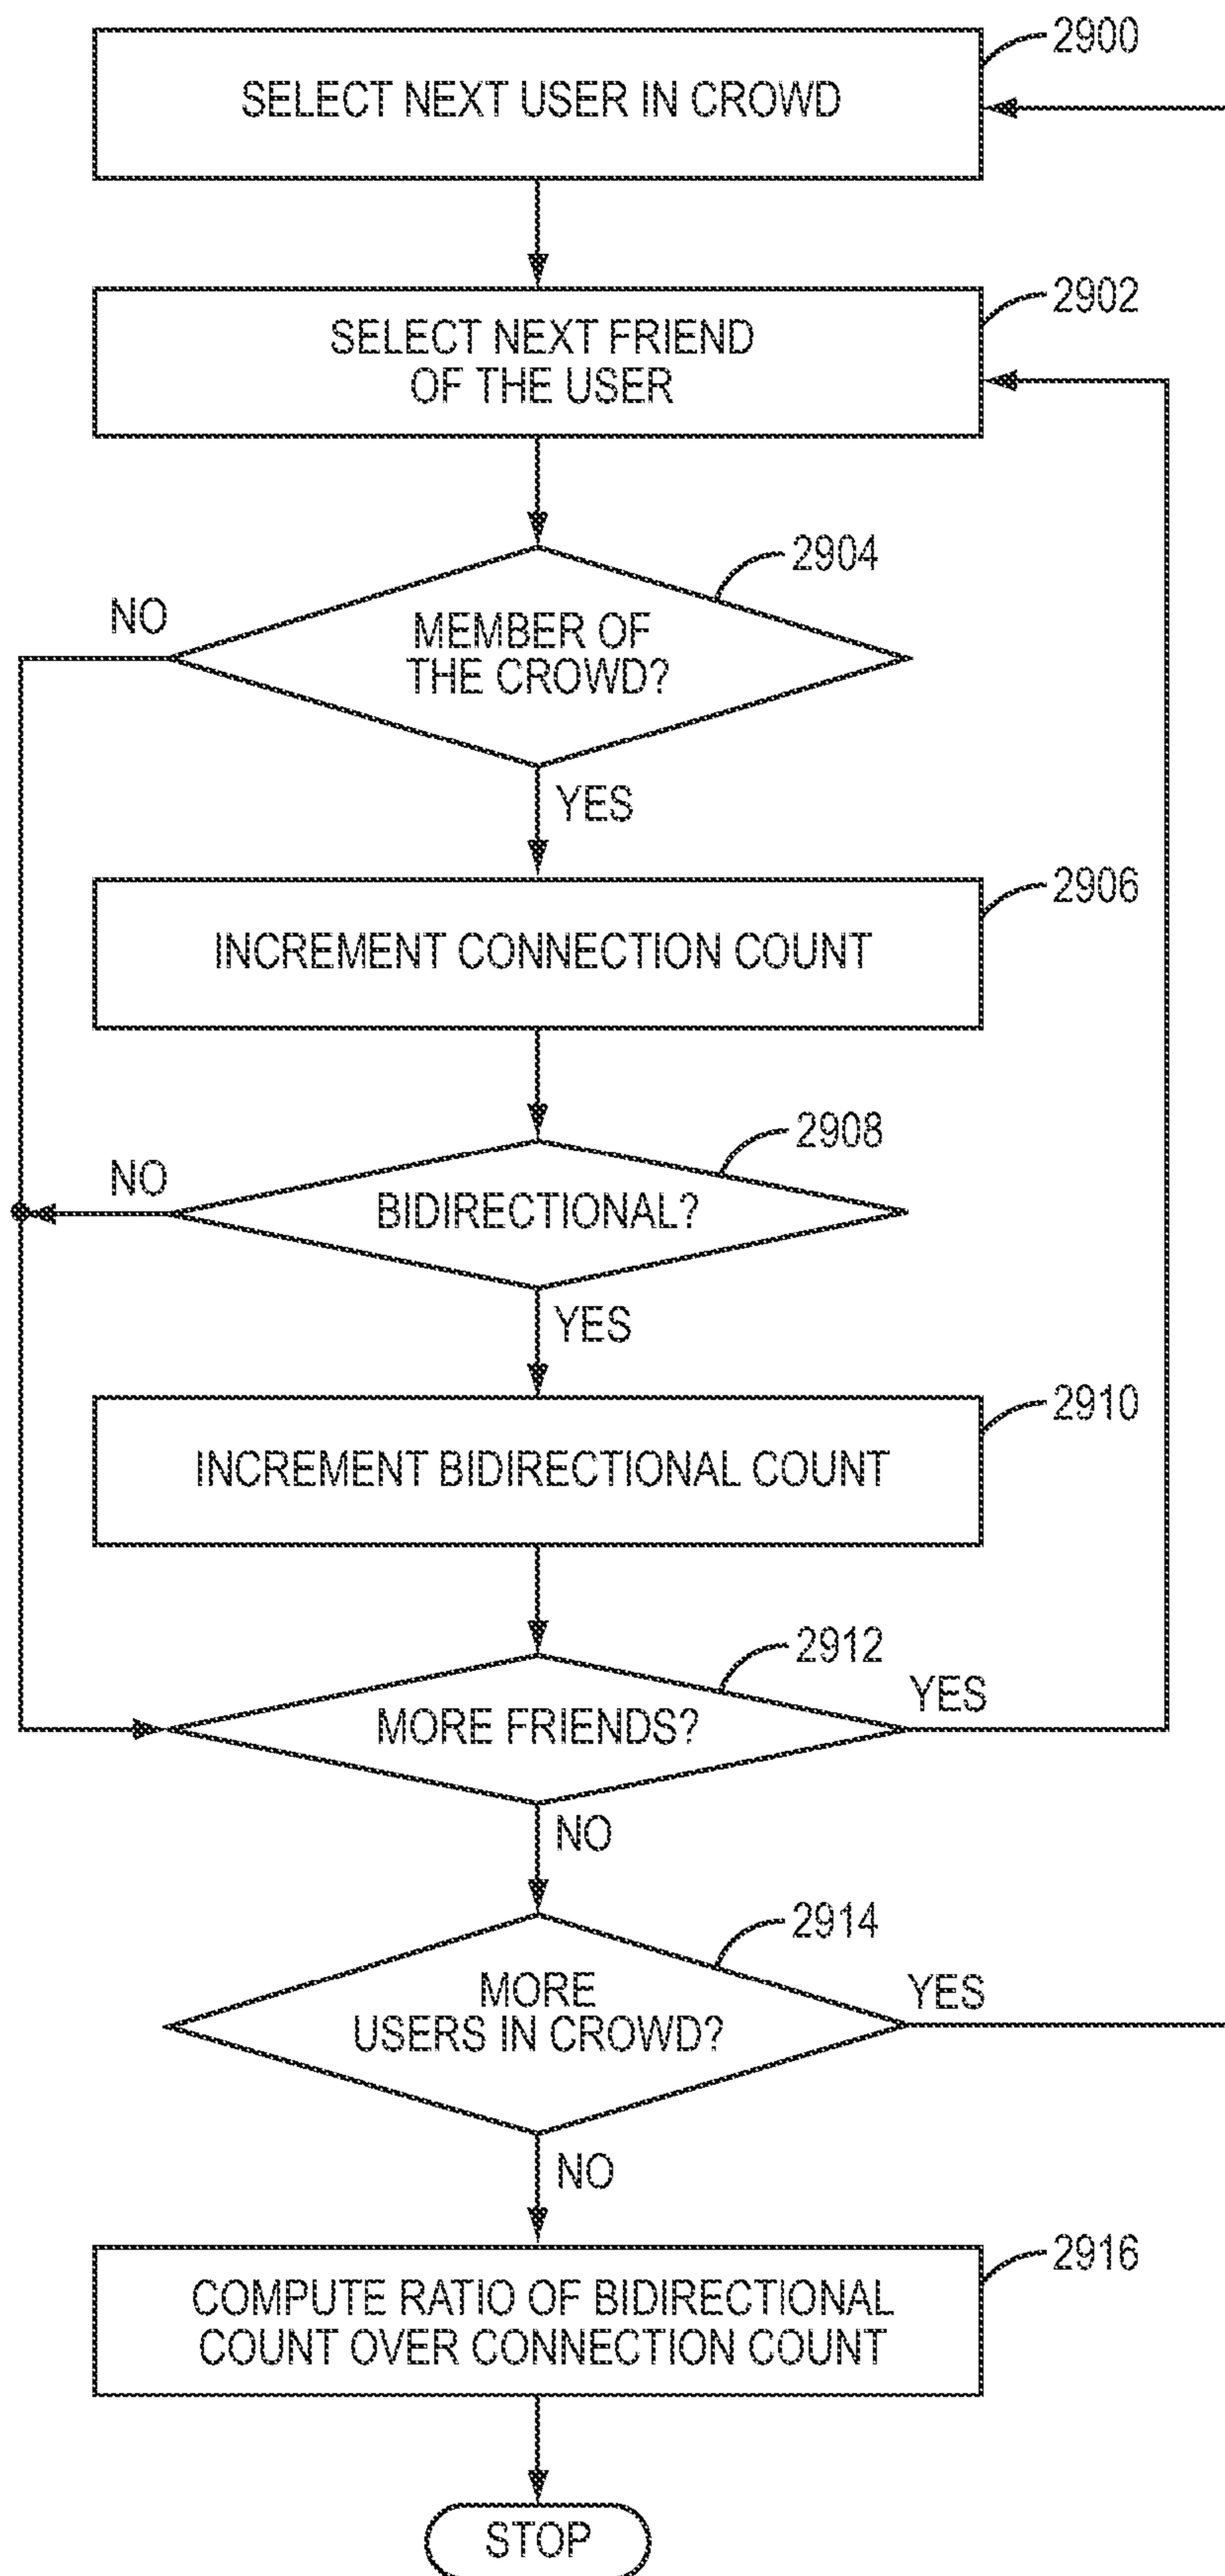 2900
SELECT NEXT USER IN CROWD
2902
SELECT NEXT FRIEND
OF THE USER
2904
NO
MEMBER OF
THE CROWD?
YES
2906
INCREMENT CONNECTION COUNT
2908
NO
BIDIRECTIONAL?
YES
2910
INCREMENT BIDIRECTIONAL COUNT
2912
YES
MORE FRIENDS?
NO
2914
YES
MORE
USERS IN CROWD?
NO
2916
COMPUTE RATIO OF BIDIRECTIONAL
COUNT OVER CONNECTION COUNT
STOP